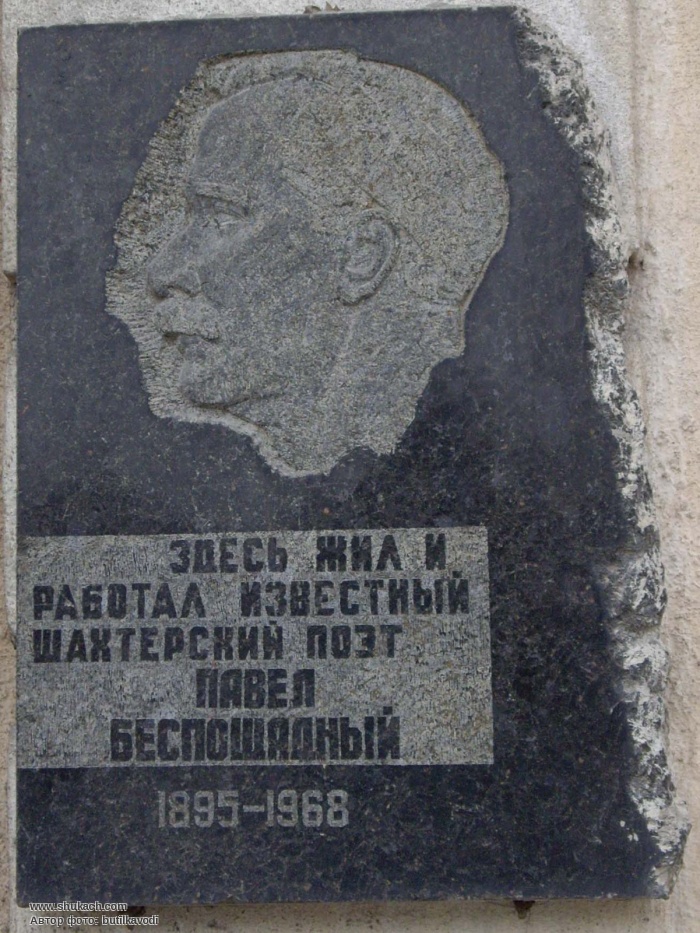 ЗДЕСЬ ЖИЛ И
РАБОТАЛ ИЗВЕСТНЫЙ
ШАХТЕРСКИЙ ПОЭТ
ПАВЕЛ
БЕСПОЩАДНЫЙ
1895-1968
www.shukach.com
Автор фото: butilkavodi